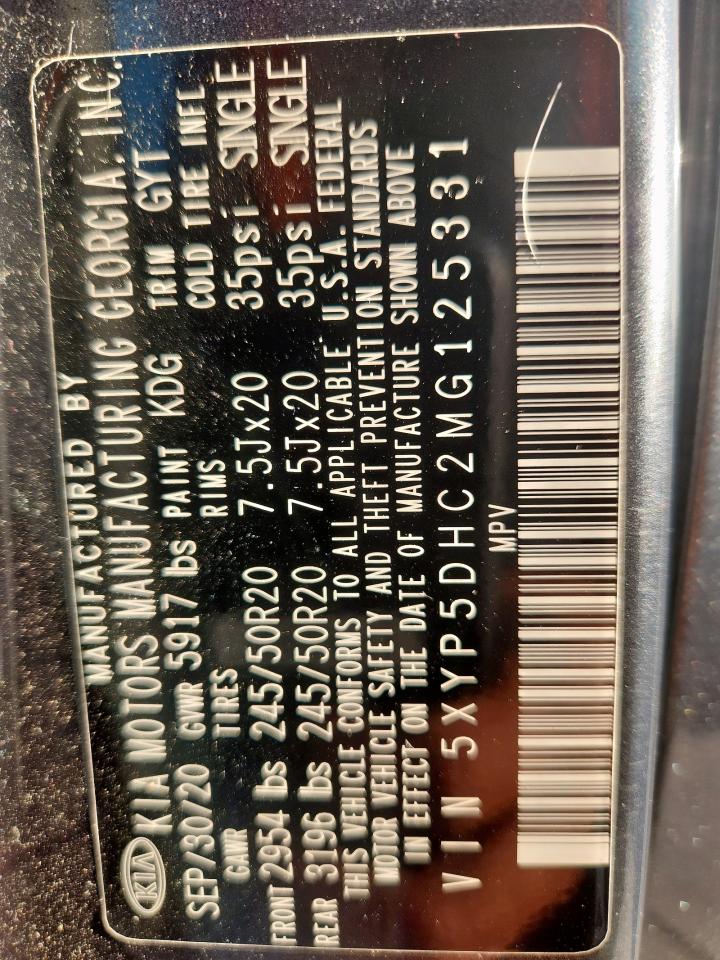 MANUFACTURED BY
KIA KIA MOTORS MANUFACTURING GEORGIA. INC.
SEP/30/20 GVWR 5917 lbs PAINT KDG TRIM GYT
GAWR TIRES RIMS COLD TIRE INFL
FRONT 2954 lbs 245/50R20 7.5Jx20 35psi SINGLE
REAR 3196 lbs 245/50R20 7.5Jx20 35psi SINGLE
THIS VEHICLE CONFORMS TO ALL APPLICABLE U.S.A. FEDERAL
MOTOR VEHICLE SAFETY AND THEFT PREVENTION STANDARDS
IN EFFECT ON THE DATE OF MANUFACTURE SHOWN ABOVE
VIN 5XYP5DHC2MG125331
MPV